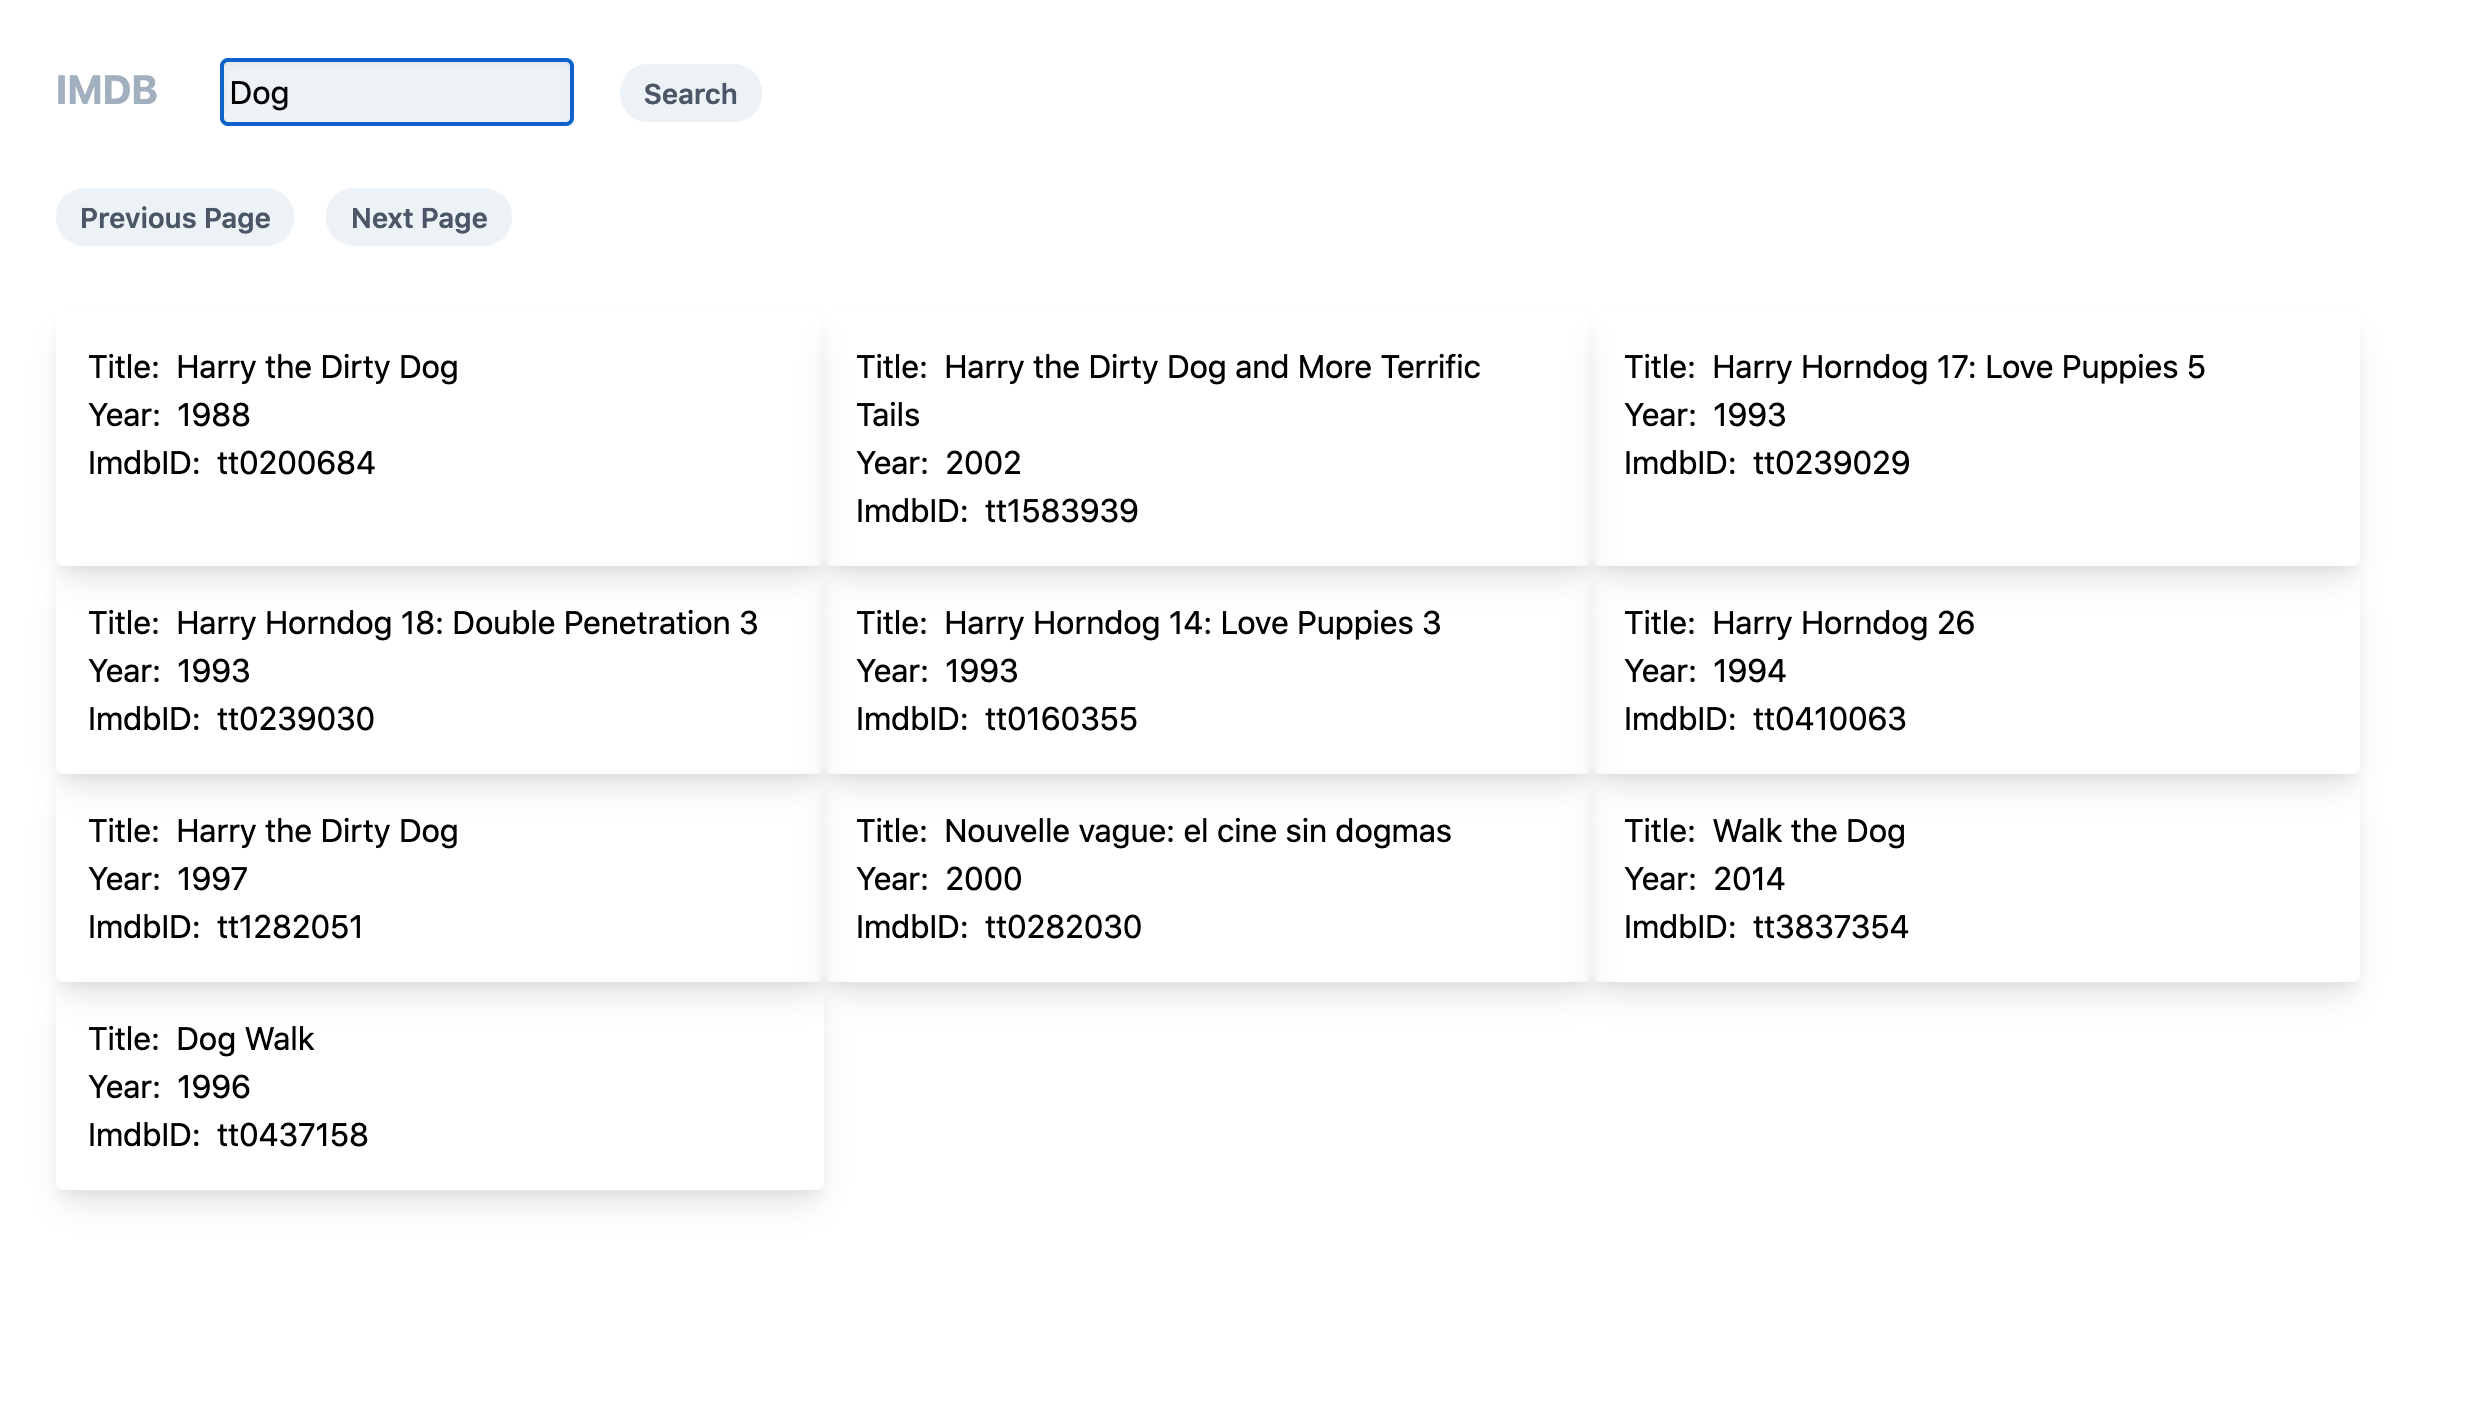 IMDB
Dog
Search
Previous Page
Next Page
Title: Harry the Dirty Dog
Year: 1988
ImdbID: tt0200684
Title: Harry the Dirty Dog and More Terrific
Tails
Year: 2002
ImdbID: tt1583939
Title: Harry Horndog 17: Love Puppies 5
Year: 1993
ImdbID: tt0239029
Title: Harry Horndog 18: Double Penetration 3
Year: 1993
ImdbID: tt0239030
Title: Harry Horndog 14: Love Puppies 3
Year: 1993
ImdbID: tt0160355
Title: Harry Horndog 26
Year: 1994
ImdbID: tt0410063
Title: Harry the Dirty Dog
Year: 1997
ImdbID: tt1282051
Title: Nouvelle vague: el cine sin dogmas
Year: 2000
ImdbID: tt0282030
Title: Walk the Dog
Year: 2014
ImdbID: tt3837354
Title: Dog Walk
Year: 1996
ImdbID: tt0437158